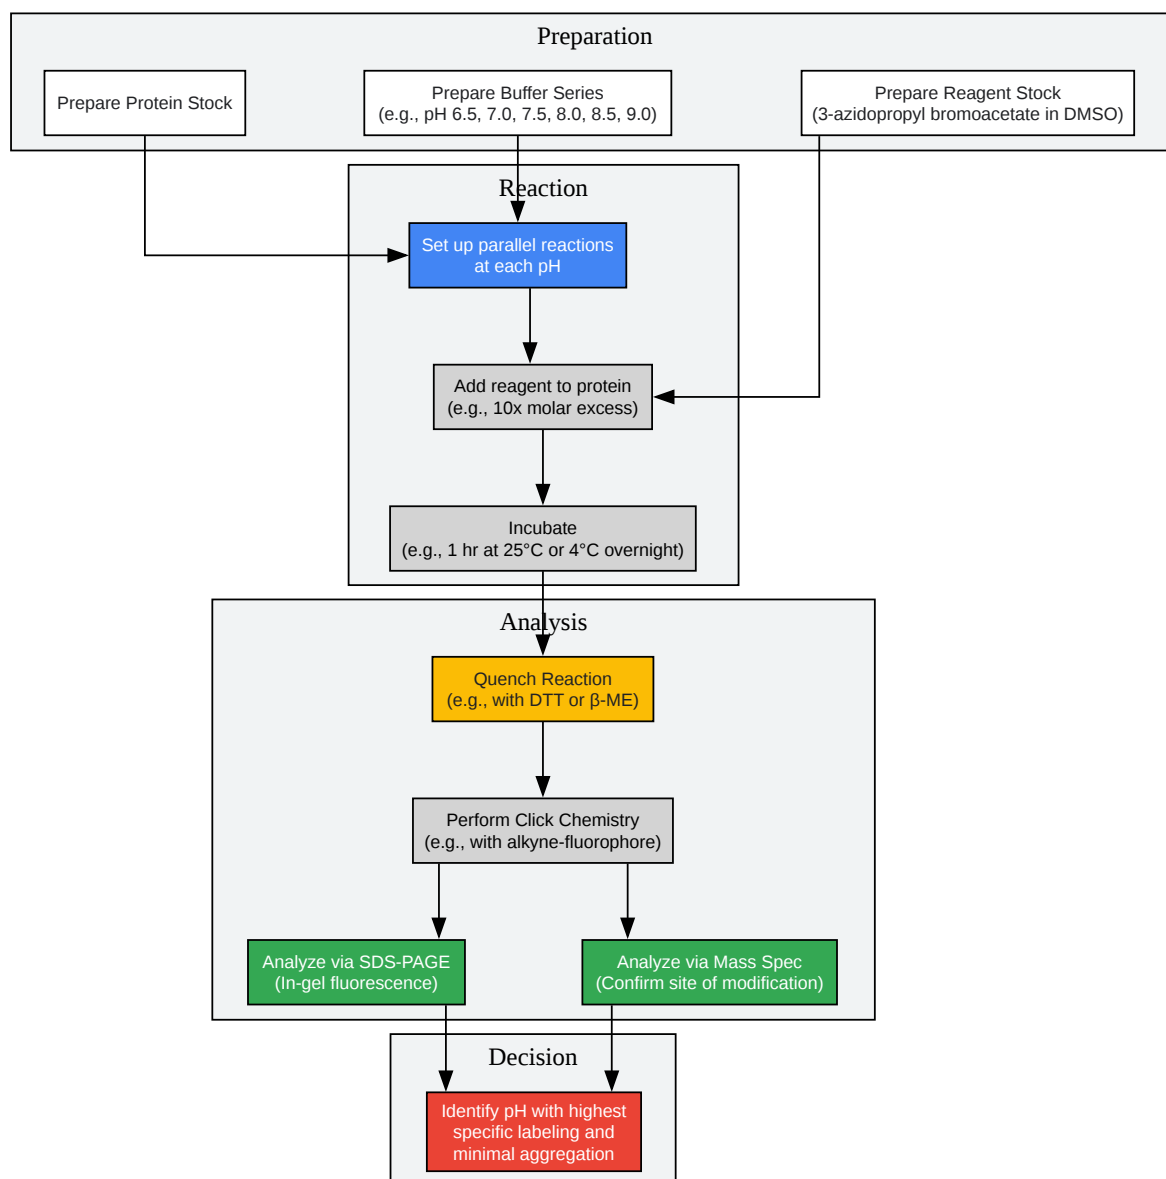 Preparation
Prepare Protein Stock
Prepare Buffer Series
(e.g., pH 6.5, 7.0, 7.5, 8.0, 8.5, 9.0)
Prepare Reagent Stock
(3-azidopropyl bromoacetate in DMSO)
Reaction
Set up parallel reactions
at each pH
Add reagent to protein
(e.g., 10x molar excess)
Incubate
(e.g., 1 hr at 25°C or 4°C overnight)
Analysis
Quench Reaction
(e.g., with DTT or β-ME)
Perform Click Chemistry
(e.g., with alkyne-fluorophore)
Analyze via SDS-PAGE
(In-gel fluorescence)
Analyze via Mass Spec
(Confirm site of modification)
Decision
Identify pH with highest
specific labeling and
minimal aggregation